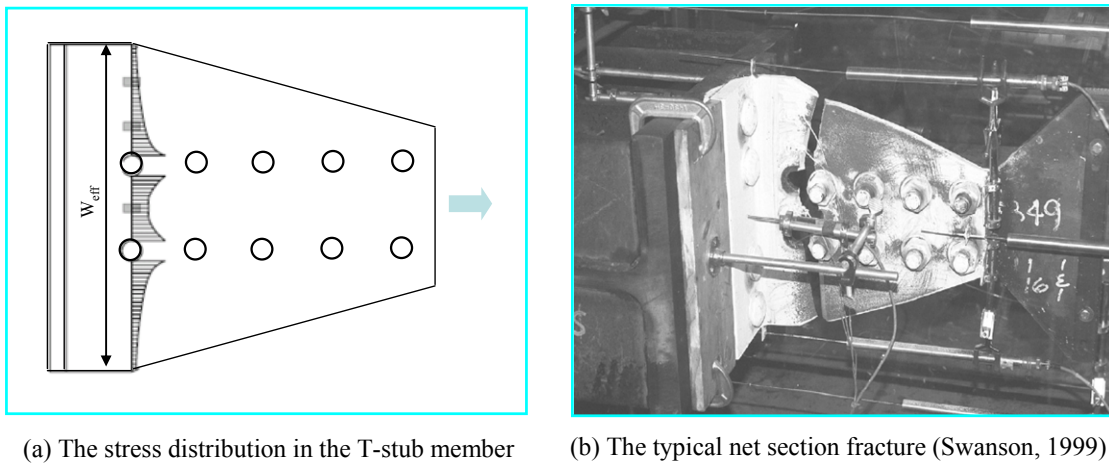 W_eff
349
(a) The stress distribution in the T-stub member
(b) The typical net section fracture (Swanson, 1999)